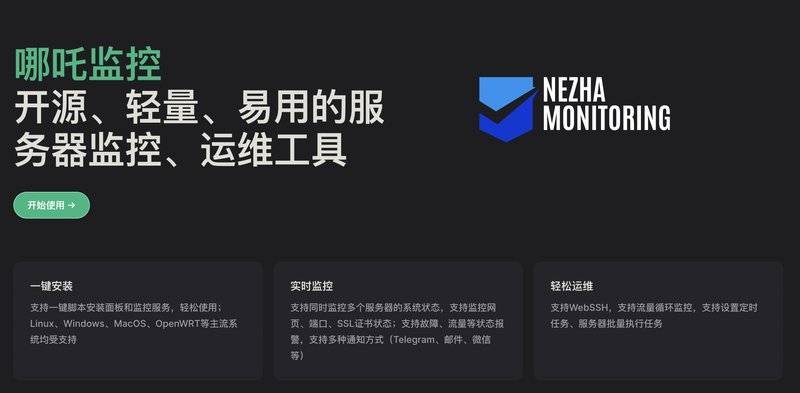 哪吒监控
开源、轻量、易用的服
务器监控、运维工具
NEZHA
MONITORING
开始使用 →
一键安装
支持一键脚本安装面板和监控服务，轻松使用；
Linux、Windows、MacOS、OpenWRT等主流系
统均受支持
实时监控
支持同时监控多个服务器的系统状态，支持监控网
页、端口、SSL证书状态；支持故障、流量等状态报
警，支持多种通知方式（Telegram、邮件、微信
等）
轻松运维
支持WebSSH，支持流量循环监控，支持设置定时
任务、服务器批量执行任务